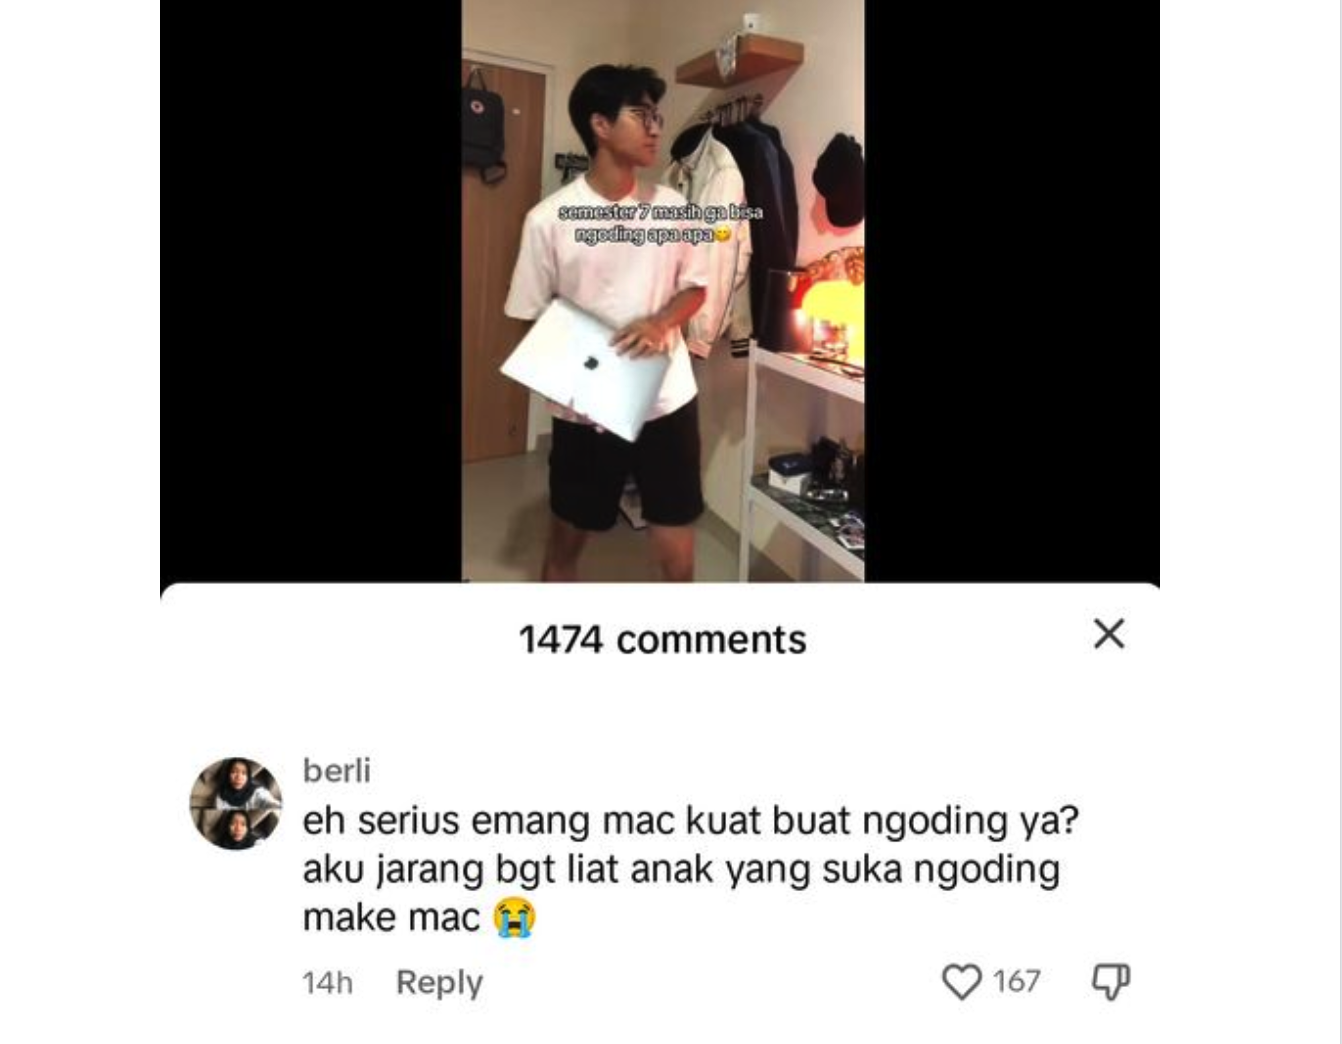 semester 7 masih ga bisa
ngoding apa apa😋
1474 comments
berli
eh serius emang mac kuat buat ngoding ya?
aku jarang bgt liat anak yang suka ngoding
make mac 😭
14h Reply 167